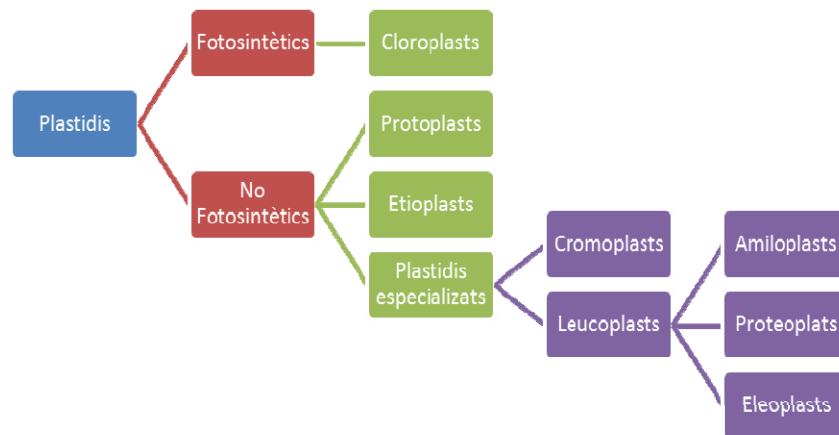 Plastidis
Fotosintètics
Cloroplasts
No
Fotosintètics
Protoplasts
Etioplasts
Plastidis
especializats
Cromoplasts
Leucoplasts
Amiloplasts
Proteoplats
Eleoplasts